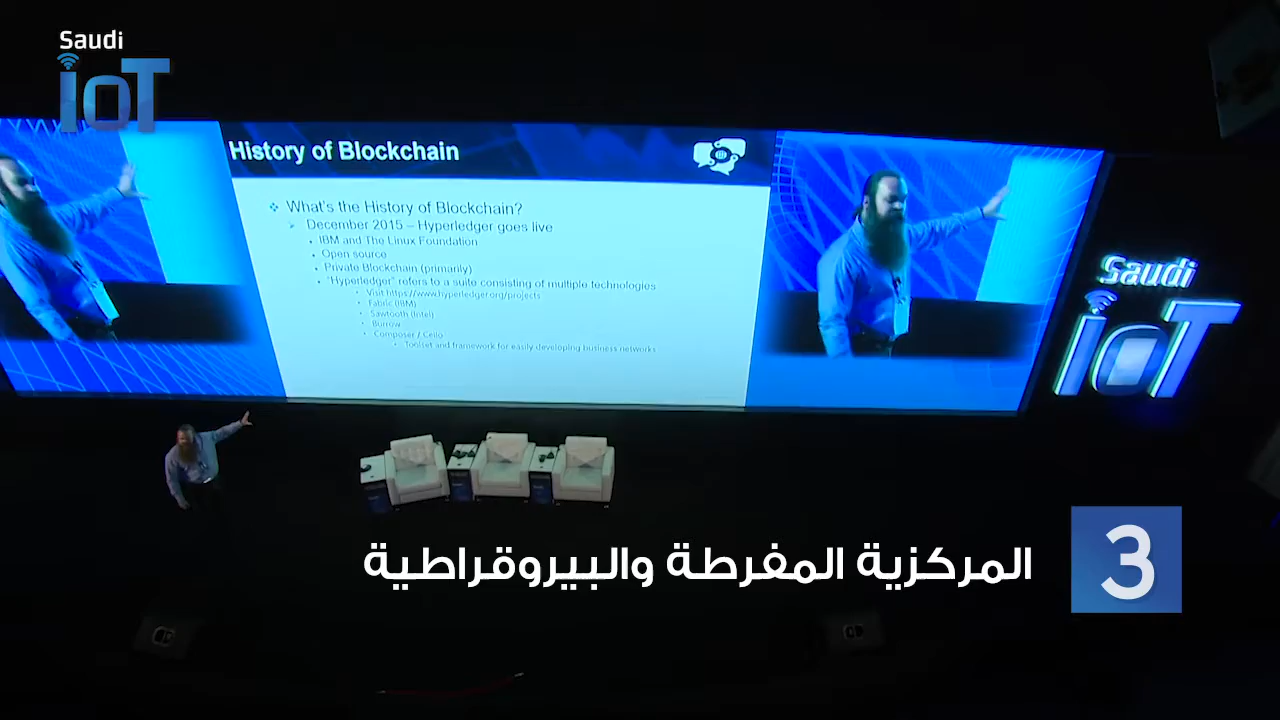 Saudi
IoT
History of Blockchain
What's the History of Blockchain?
December 2015 – Hyperledger goes live
IBM and The Linux Foundation
Open source
Private Blockchain (primarily)
"Hyperledger" refers to a suite consisting of multiple technologies
Visit https://www.hyperledger.org/projects
Fabric (IBM)
Sawtooth (Intel)
Burrow
Composer / Cello
Toolset and framework for easily developing business networks
Saudi
IoT
3 المركزية المفرطة والبيروقراطية